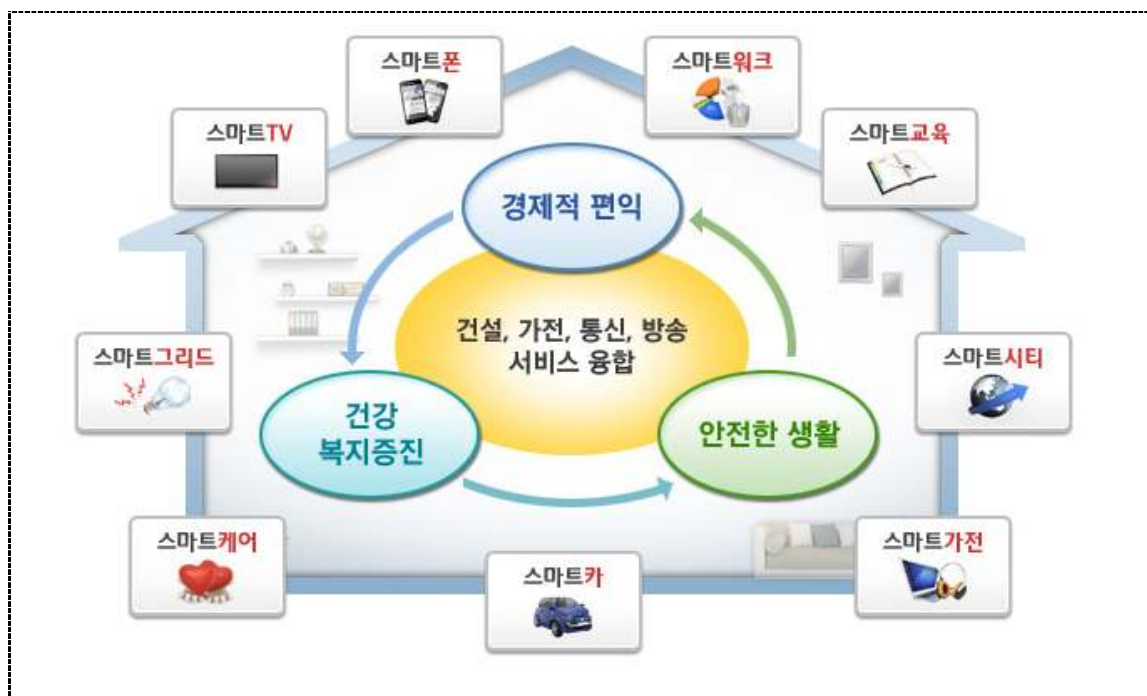 스마트폰
스마트워크
스마트TV
스마트교육
경제적 편익
건설, 가전, 통신, 방송
서비스 융합
스마트그리드
스마트시티
건강
복지증진
안전한 생활
스마트케어
스마트카
스마트가전